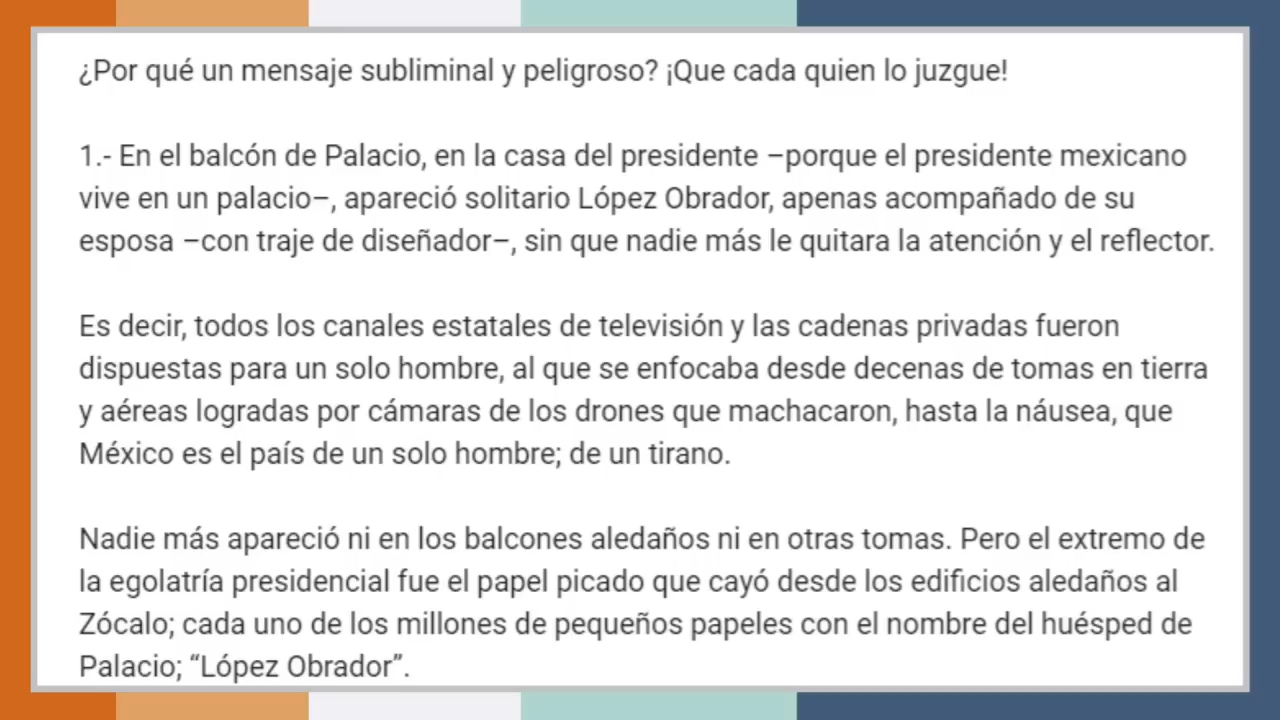 ¿Por qué un mensaje subliminal y peligroso? ¡Que cada quien lo juzgue!
1.- En el balcón de Palacio, en la casa del presidente –porque el presidente mexicano
vive en un palacio–, apareció solitario López Obrador, apenas acompañado de su
esposa –con traje de diseñador–, sin que nadie más le quitara la atención y el reflector.
Es decir, todos los canales estatales de televisión y las cadenas privadas fueron
dispuestas para un solo hombre, al que se enfocaba desde decenas de tomas en tierra
y aéreas logradas por cámaras de los drones que machacaron, hasta la náusea, que
México es el país de un solo hombre; de un tirano.
Nadie más apareció ni en los balcones aledaños ni en otras tomas. Pero el extremo de
la egolatría presidencial fue el papel picado que cayó desde los edificios aledaños al
Zócalo; cada uno de los millones de pequeños papeles con el nombre del huésped de
Palacio; “López Obrador”.